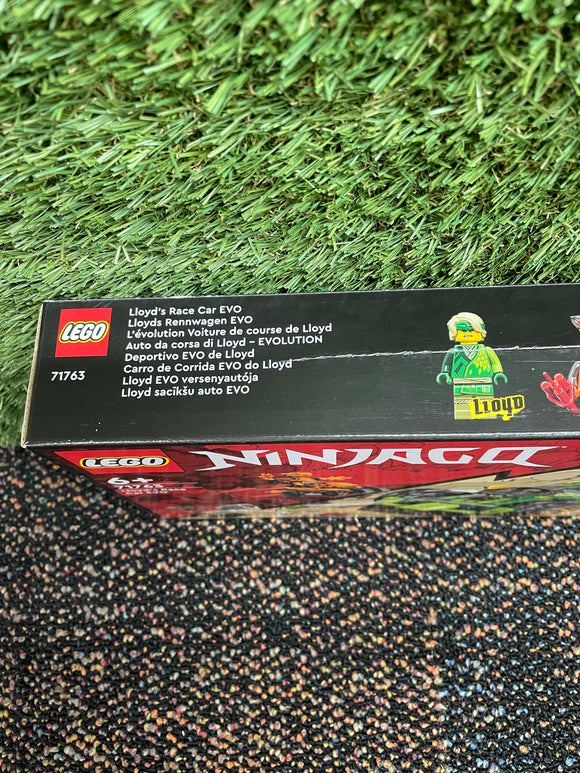 LEGO
71763
Lloyd's Race Car EVO
Lloyds Rennwagen EVO
L'évolution Voiture de course de Lloyd
Auto da corsa di Lloyd – EVOLUTION
Deportivo EVO de Lloyd
Carro de Corrida EVO do Lloyd
Lloyd EVO versenyautója
Lloyd sacīkšu auto EVO
LLOYD
LEGO
NINJAGO
6+
71763